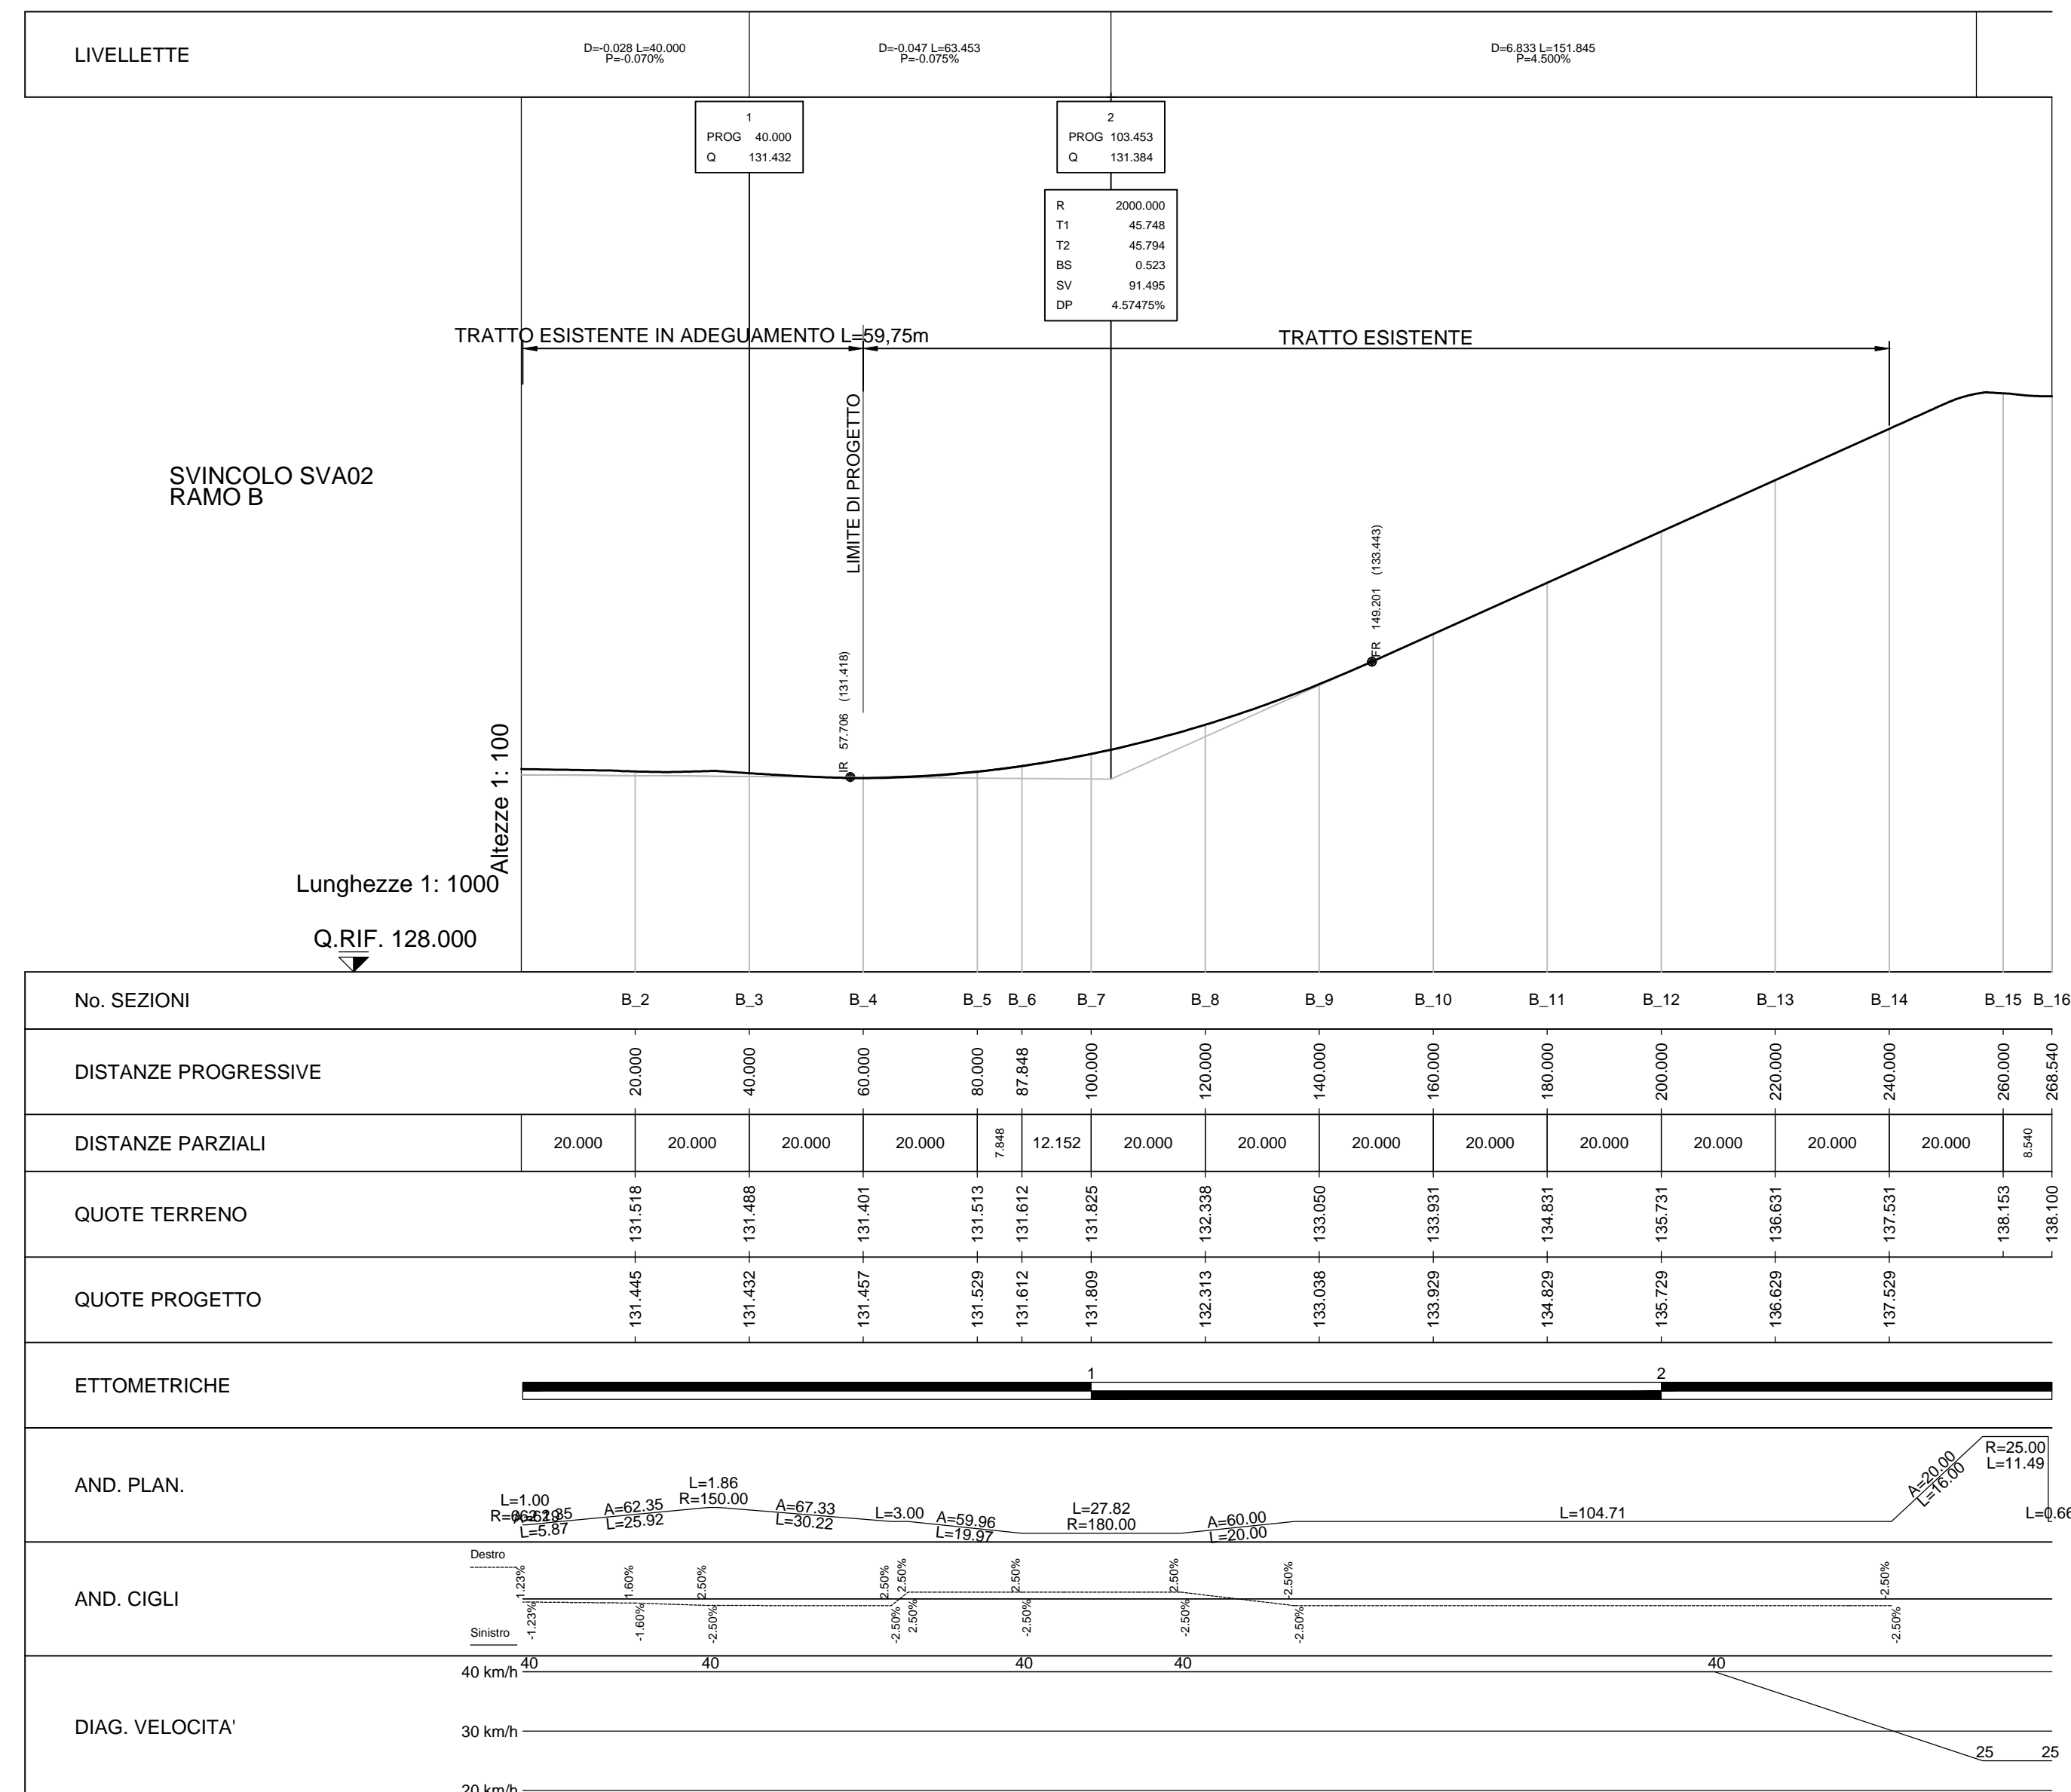 LIVELLETTE
D=-0.028 L=40.000
P=-0.070%
D=-0.047 L=63.453
P=-0.075%
D=6.833 L=151.845
P=4.500%
1
PROG 40.000
Q 131.432
2
PROG 103.453
Q 131.384
R 2000.000
T1 45.748
T2 45.794
BS 0.523
SV 91.495
DP 4.57475%
TRATTO ESISTENTE IN ADEGUAMENTO L=59,75m
TRATTO ESISTENTE
LIMITE DI PROGETTO
SVINCOLO SVA02
RAMO B
IR 57.706 (131.418)
FR 149.201 (133.443)
Altezze 1: 100
Lunghezze 1: 1000
Q.RIF. 128.000
No. SEZIONI B_2 B_3 B_4 B_5 B_6 B_7 B_8 B_9 B_10 B_11 B_12 B_13 B_14 B_15 B_16
DISTANZE PROGRESSIVE 20.000 40.000 60.000 80.000 87.848 100.000 120.000 140.000 160.000 180.000 200.000 220.000 240.000 260.000 268.540
DISTANZE PARZIALI 20.000 20.000 20.000 20.000 7.848 12.152 20.000 20.000 20.000 20.000 20.000 20.000 20.000 20.000 8.540
QUOTE TERRENO 131.518 131.488 131.401 131.513 131.612 131.825 132.338 133.050 133.931 134.831 135.731 136.631 137.531 138.153 138.100
QUOTE PROGETTO 131.445 131.432 131.457 131.529 131.612 131.809 132.313 133.038 133.929 134.829 135.729 136.629 137.529
ETTOMETRICHE 1 2
AND. PLAN.
L=1.00
L=5.87
A=62.35
L=25.92
L=1.86
R=150.00
A=67.33
L=30.22
L=3.00
A=59.96
L=19.97
L=27.82
R=180.00
A=60.00
L=20.00
L=104.71
A=20.00
L=16.00
R=25.00
L=11.49
L=0.66
AND. CIGLI
Destro
1.23% 1.60% 2.50% 2.50% 2.50% 2.50% 2.50% -2.50% -2.50%
Sinistro
-1.23% -1.60% -2.50% -2.50% 2.50% -2.50% -2.50% -2.50% -2.50%
DIAG. VELOCITA'
40 km/h 40 40 40 40 40
30 km/h
25 25
20 km/h